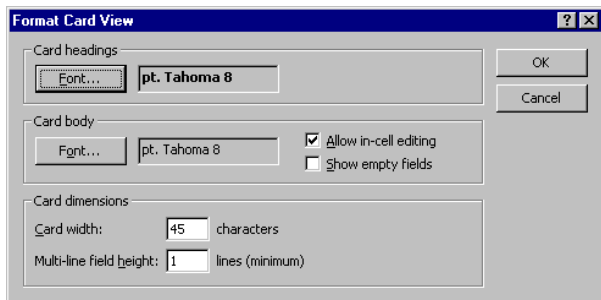 Format Card View
Card headings
Font... pt. Tahoma 8
OK
Cancel
Card body
Font... pt. Tahoma 8
Allow in-cell editing
Show empty fields
Card dimensions
Card width: 45 characters
Multi-line field height: 1 lines (minimum)